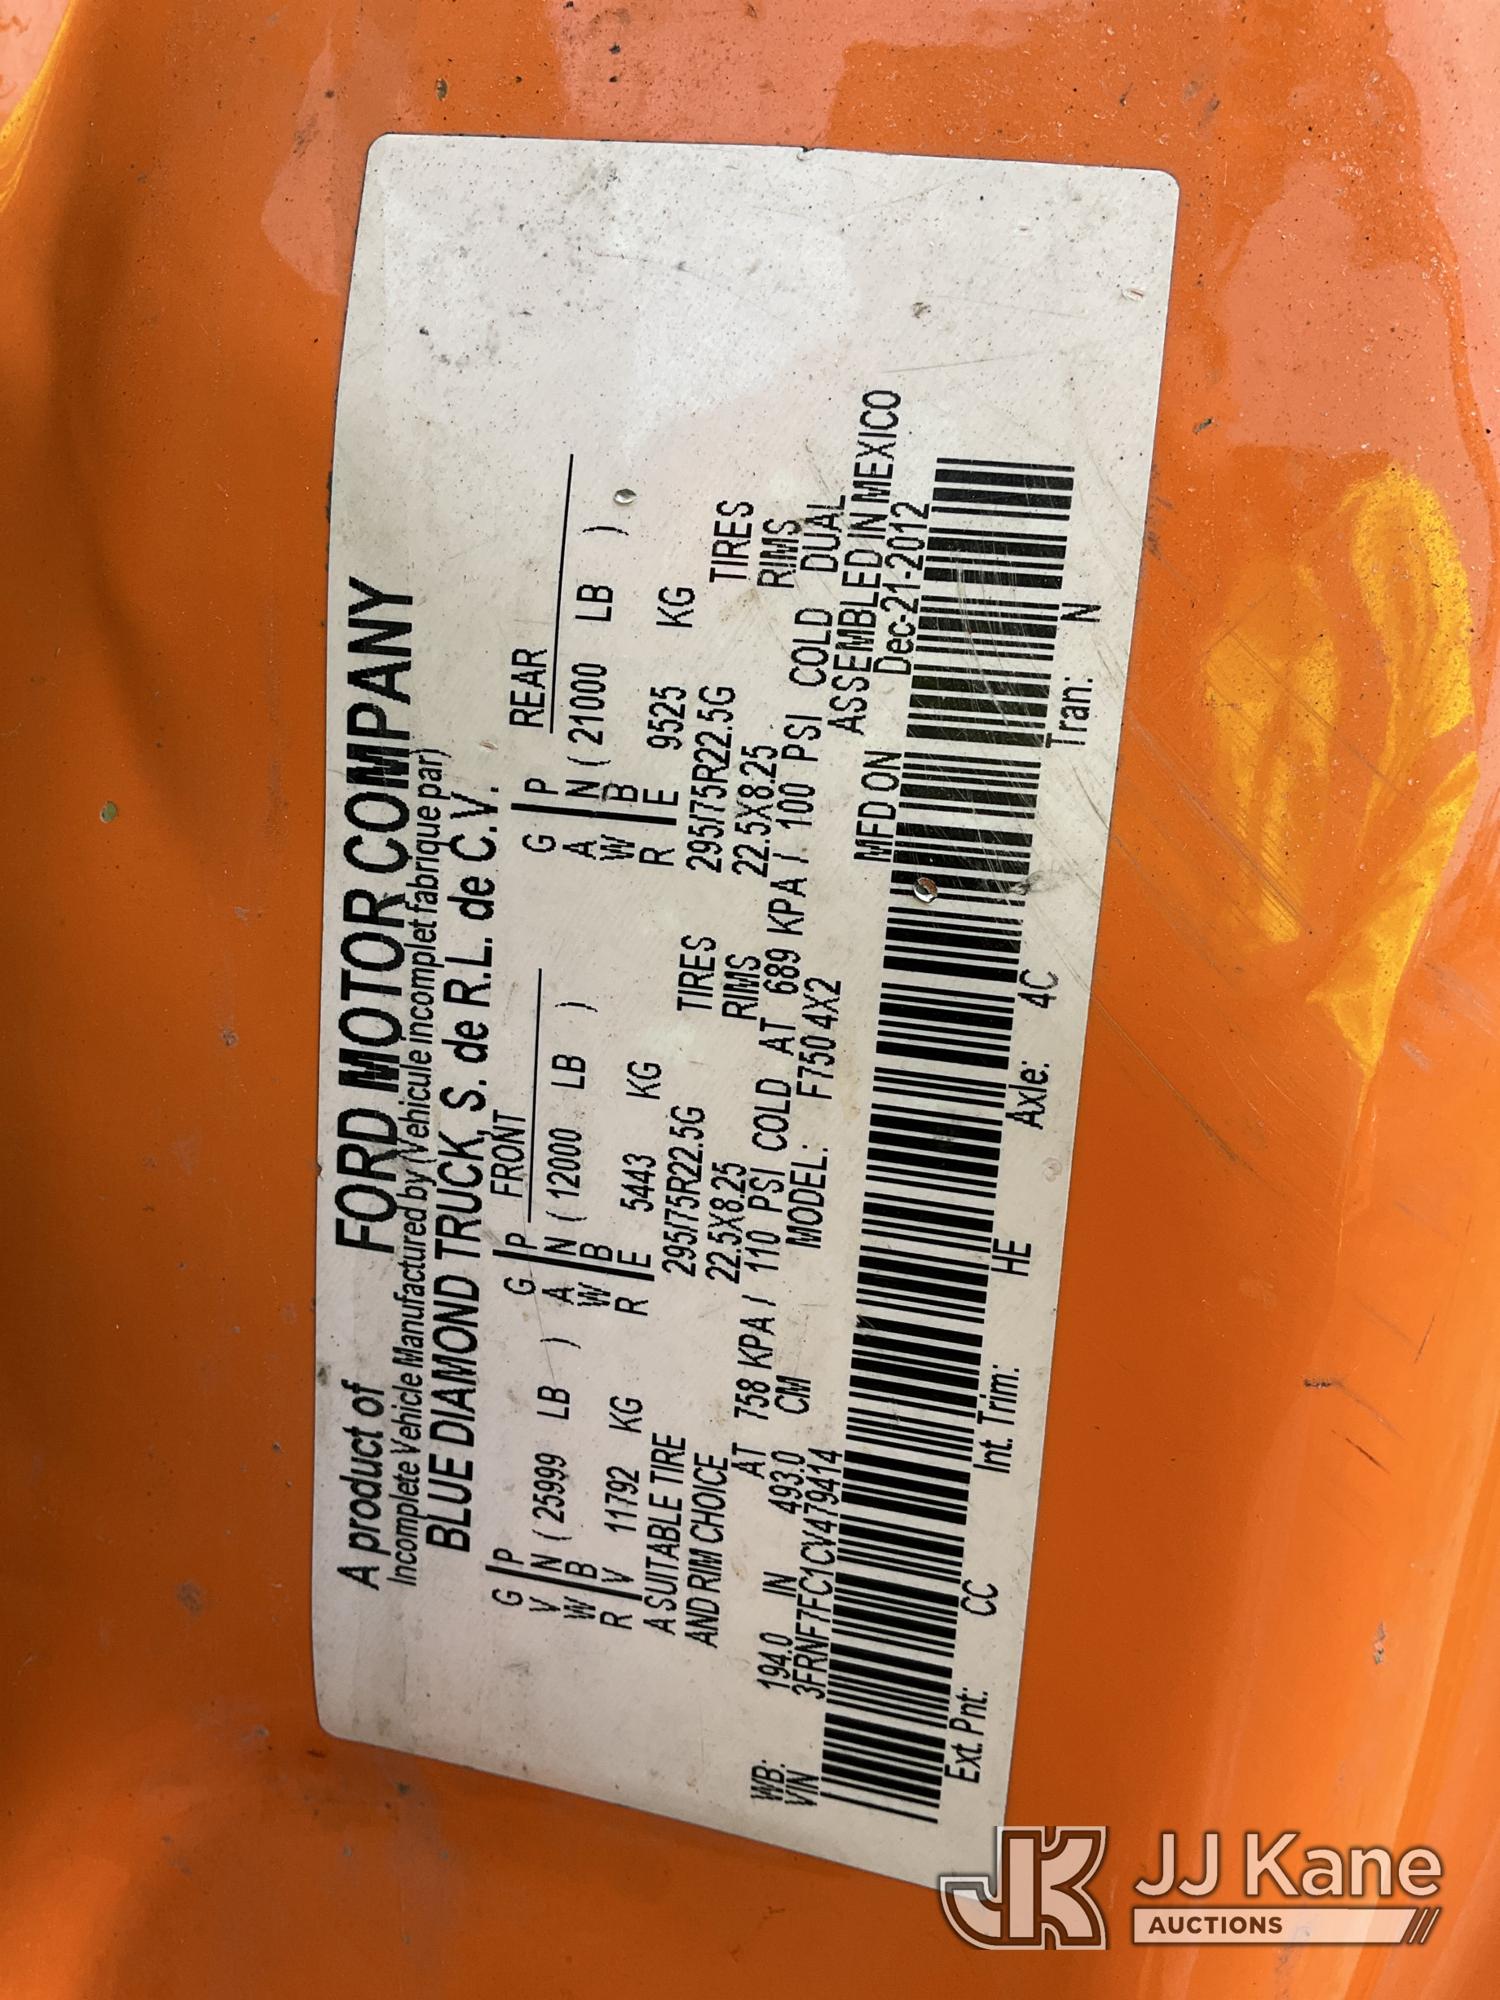 A product of FORD MOTOR COMPANY
Incomplete Vehicle Manufactured by (Vehicule incomplet fabrique par)
BLUE DIAMOND TRUCK, S. de R.L. de C.V.
FRONT REAR
G P G P G P
V N ( 25999 LB ) A N ( 12000 LB ) A N ( 21000 LB )
W B W B W B
R V 11792 KG R E 5443 KG R E 9525 KG
A SUITABLE TIRE 295/75R22.5G TIRES 295/75R22.5G TIRES
AND RIM CHOICE 22.5X8.25 RIMS 22.5X8.25 RIMS
AT 758 KPA / 110 PSI COLD AT 689 KPA / 100 PSI COLD DUAL
WB: 194.0 IN 493.0 CM MODEL: F750 4X2 ASSEMBLED IN MEXICO
VIN 3FRNF7FC1CV479414 MFD ON Dec-21-2012
Ext. Pnt: CC Int. Trim: HE Axle: 4C Tran: N
JK JJ Kane
AUCTIONS